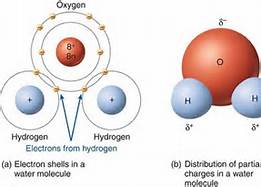 Oxygen
8+
8n
+
+
Hydrogen
Hydrogen
Electrons from hydrogen
(a) Electron shells in a
water molecule
δ⁻
O
H
H
δ⁺
δ⁺
(b) Distribution of partia
charges in a water
molecule